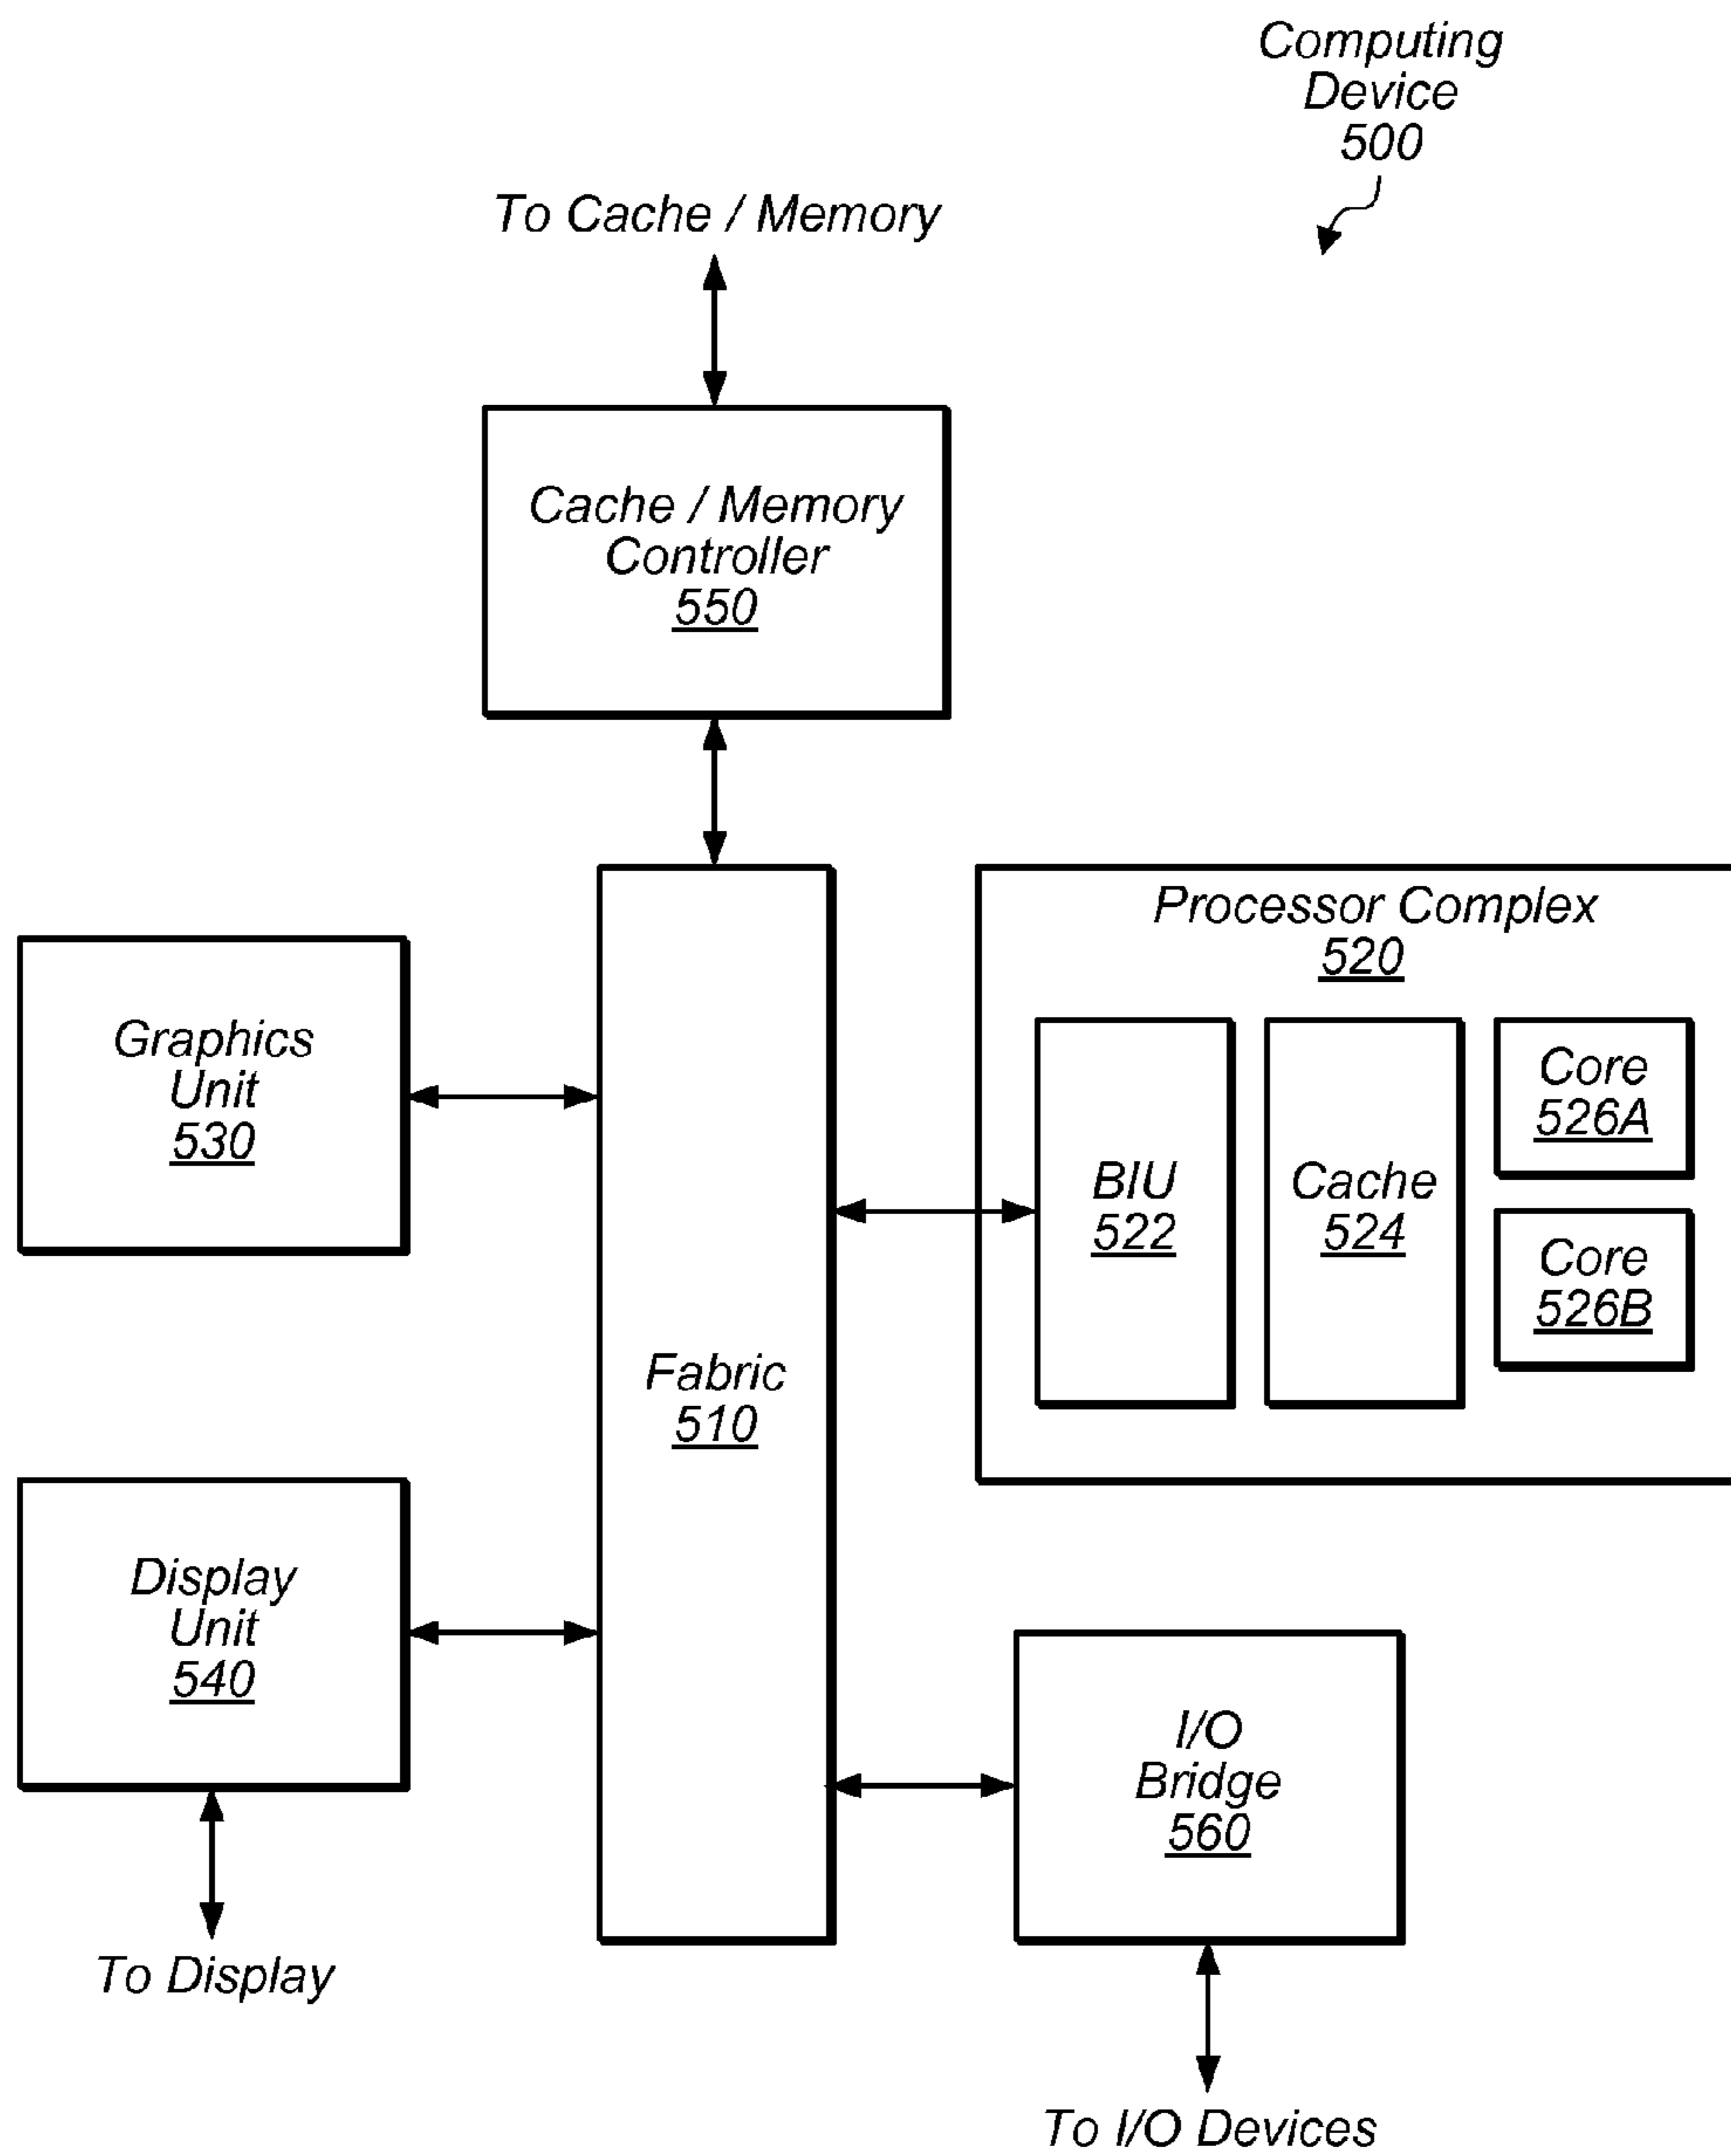 Computing
Device
500
To Cache / Memory
Cache / Memory
Controller
550
Processor Complex
520
Graphics
Unit
530
BIU
522
Cache
524
Core
526A
Core
526B
Fabric
510
Display
Unit
540
I/O
Bridge
560
To Display
To I/O Devices